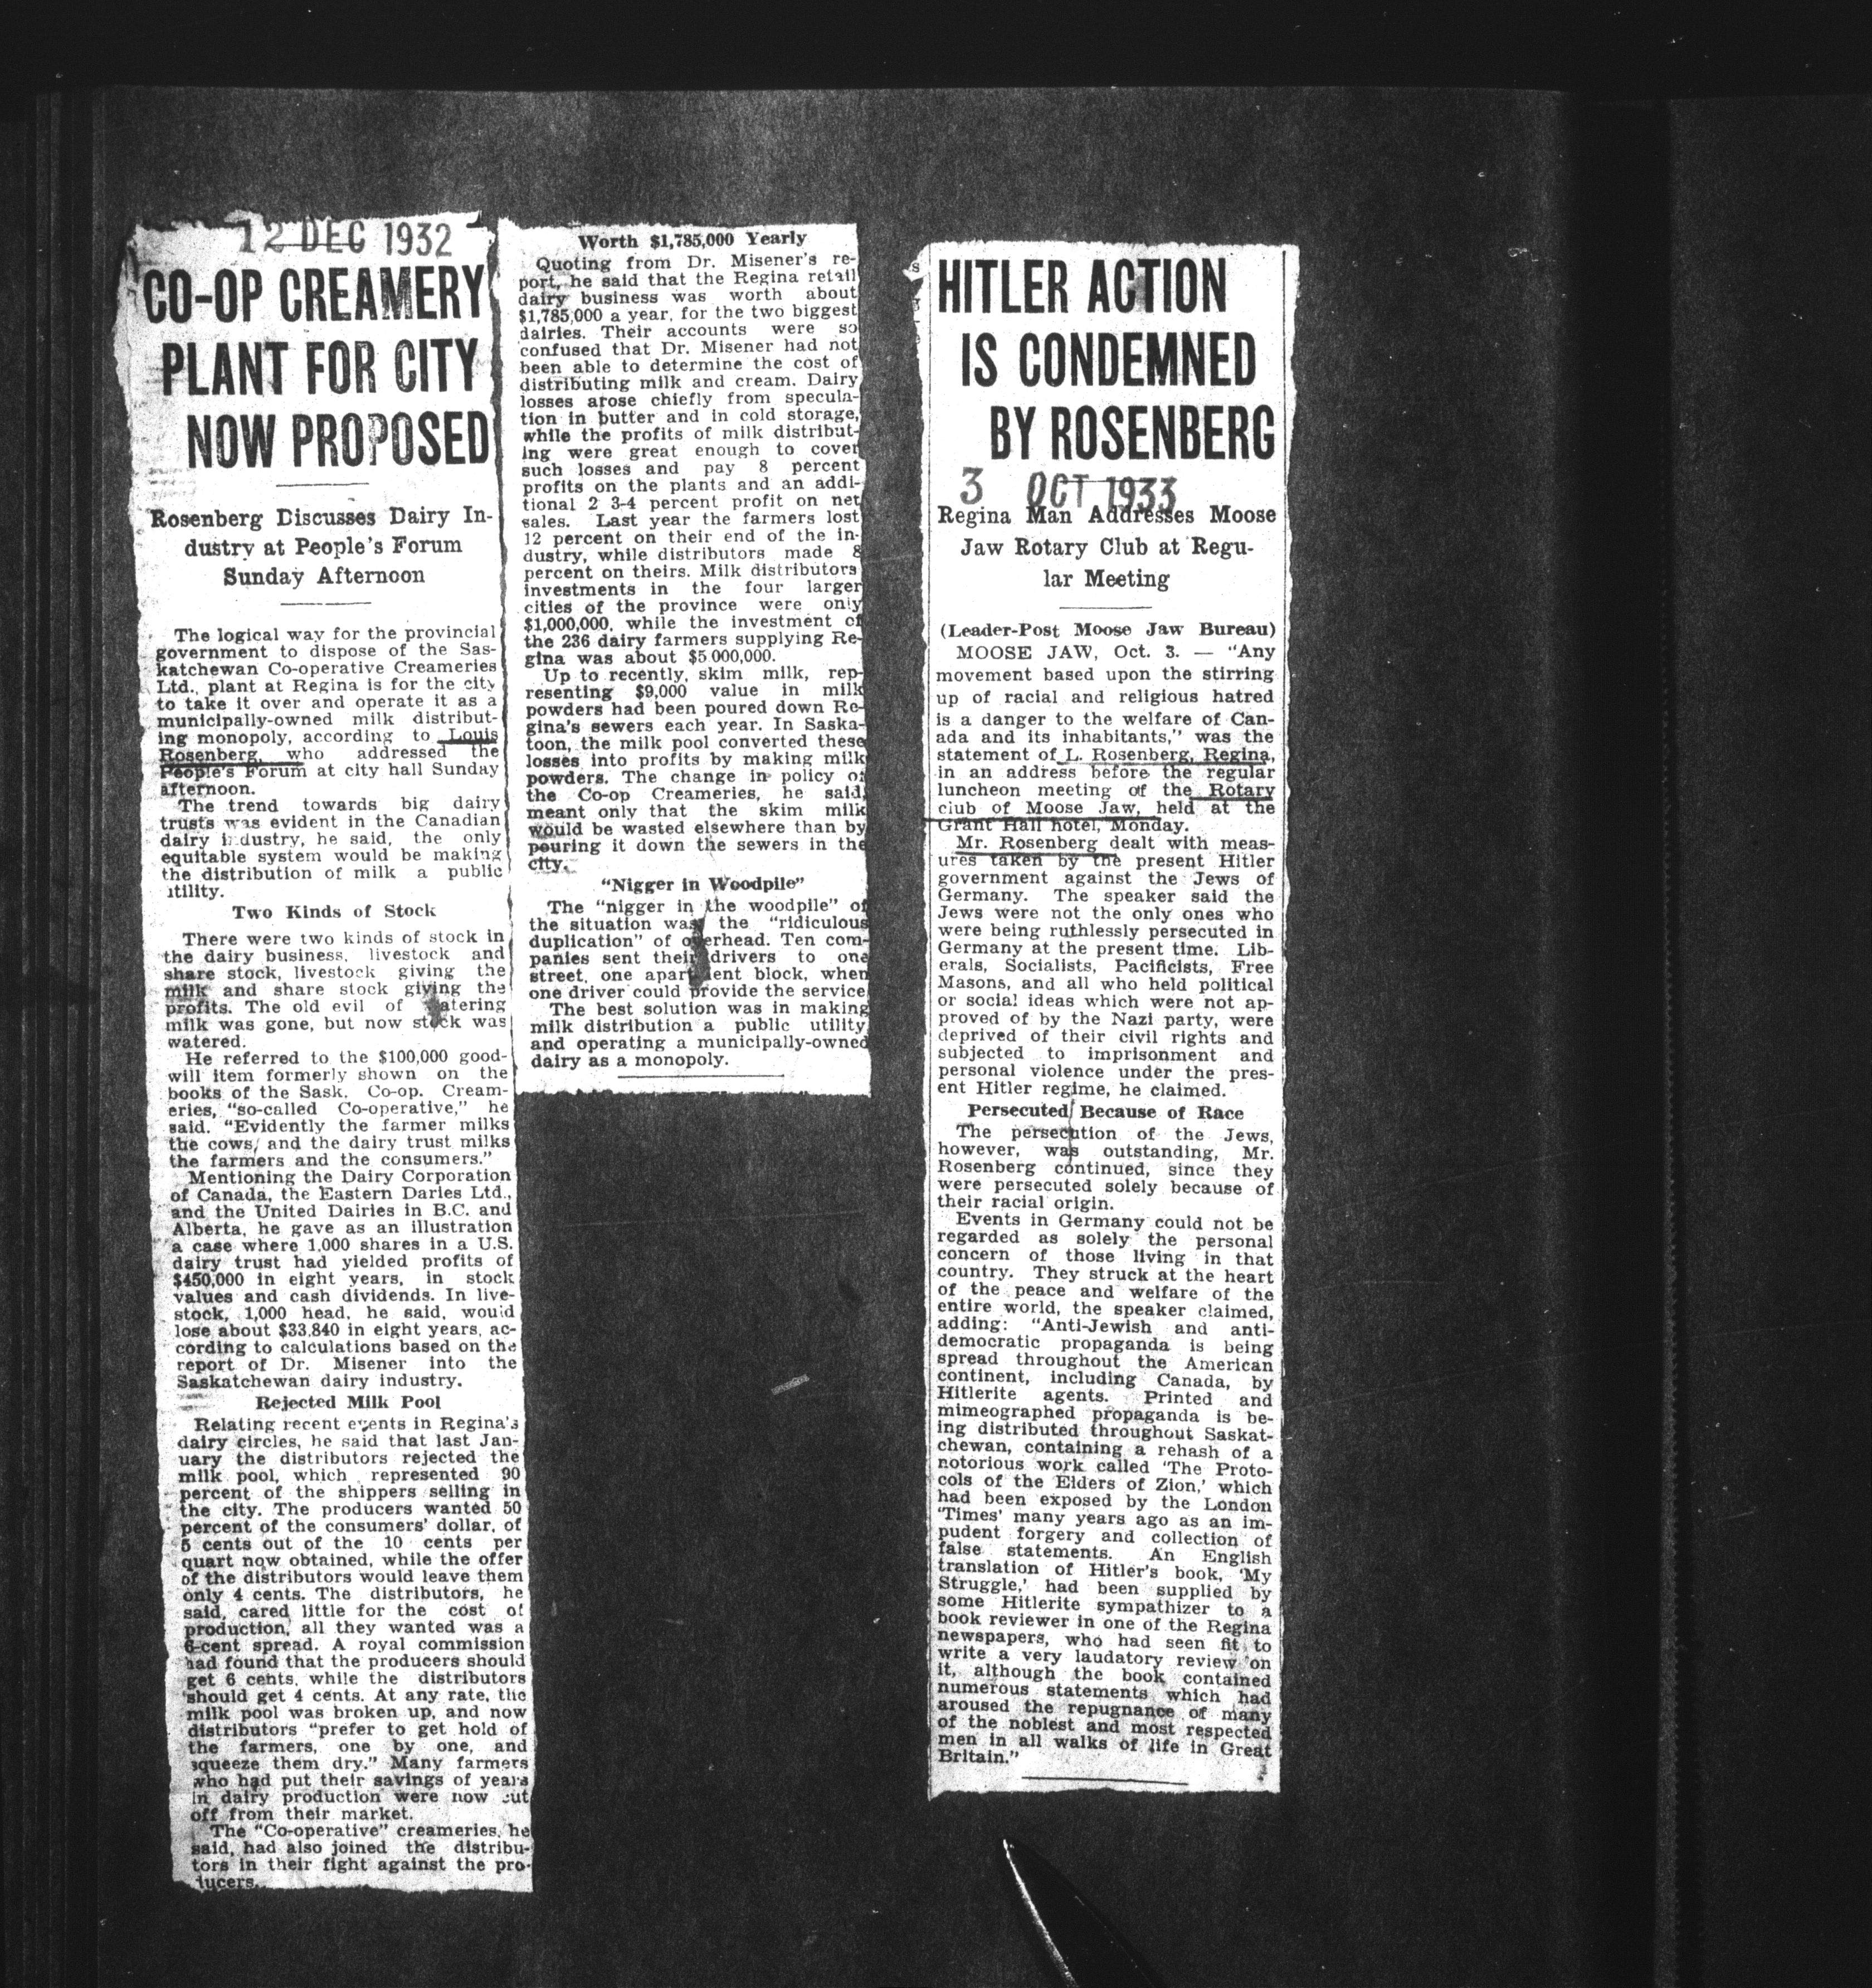 12 DEC 1932
CO-OP CREAMERY
PLANT FOR CITY
NOW PROPOSED
Rosenberg Discusses Dairy In-
dustry at People's Forum
Sunday Afternoon
The logical way for the provincial
government to dispose of the Sas-
katchewan Co-operative Creameries
Ltd., plant at Regina is for the city
to take it over and operate it as a
municipally-owned milk distribut-
ing monopoly, according to Louis
Rosenberg, who addressed the
People's Forum at city hall Sunday
afternoon.
The trend towards big dairy
trusts was evident in the Canadian
dairy industry, he said, the only
equitable system would be making
the distribution of milk a public
utility.
Two Kinds of Stock
There were two kinds of stock in
the dairy business, livestock and
share stock, livestock giving the
milk and share stock giving the
profits. The old evil of watering
milk was gone, but now stock was
watered.
He referred to the $100,000 good-
will item formerly shown on the
books of the Sask. Co-op. Cream-
eries, "so-called Co-operative," he
said. "Evidently the farmer milks
the cows, and the dairy trust milks
the farmers and the consumers."
Mentioning the Dairy Corporation
of Canada, the Eastern Daries Ltd.,
and the United Dairies in B.C. and
Alberta, he gave as an illustration
a case where 1,000 shares in a U.S.
dairy trust had yielded profits of
$450,000 in eight years, in stock
values and cash dividends. In live-
stock, 1,000 head, he said, would
lose about $33,840 in eight years, ac-
cording to calculations based on the
report of Dr. Misener into the
Saskatchewan dairy industry.
Rejected Milk Pool
Relating recent events in Regina's
dairy circles, he said that last Jan-
uary the distributors rejected the
milk pool, which represented 90
percent of the shippers selling in
the city. The producers wanted 50
percent of the consumers' dollar, of
5 cents out of the 10 cents per
quart now obtained, while the offer
of the distributors would leave them
only 4 cents. The distributors, he
said, cared little for the cost of
production, all they wanted was a
6-cent spread. A royal commission
had found that the producers should
get 6 cents, while the distributors
should get 4 cents. At any rate, the
milk pool was broken up, and now
distributors "prefer to get hold of
the farmers, one by one, and
squeeze them dry." Many farmers
who had put their savings of years
in dairy production were now cut
off from their market.
The "Co-operative" creameries, he
said, had also joined the distribu-
tors in their fight against the pro-
ducers.
Worth $1,785,000 Yearly
Quoting from Dr. Misener's re-
port, he said that the Regina retail
dairy business was worth about
$1,785,000 a year, for the two biggest
dairies. Their accounts were so
confused that Dr. Misener had not
been able to determine the cost of
distributing milk and cream. Dairy
losses arose chiefly from specula-
tion in butter and in cold storage,
while the profits of milk distribut-
ing were great enough to cover
such losses and pay 8 percent
profits on the plants and an addi-
tional 2 3-4 percent profit on net
sales. Last year the farmers lost
12 percent on their end of the in-
dustry, while distributors made 8
percent on theirs. Milk distributors
investments in the four larger
cities of the province were only
$1,000,000, while the investment of
the 236 dairy farmers supplying Re-
gina was about $5,000,000.
Up to recently, skim milk, rep-
resenting $9,000 value in milk
powders had been poured down Re-
gina's sewers each year. In Saska-
toon, the milk pool converted these
losses into profits by making milk
powders. The change in policy of
the Co-op Creameries, he said,
meant only that the skim milk
would be wasted elsewhere than by
pouring it down the sewers in the
city.
"Nigger in Woodpile"
The "nigger in the woodpile" of
the situation was the "ridiculous
duplication" of overhead. Ten com-
panies sent their drivers to one
street, one apartment block, when
one driver could provide the service.
The best solution was in making
milk distribution a public utility
and operating a municipally-owned
dairy as a monopoly.
HITLER ACTION
IS CONDEMNED
BY ROSENBERG
3 OCT 1933
Regina Man Addresses Moose
Jaw Rotary Club at Regu-
lar Meeting
(Leader-Post Moose Jaw Bureau)
MOOSE JAW, Oct. 3. — "Any
movement based upon the stirring
up of racial and religious hatred
is a danger to the welfare of Can-
ada and its inhabitants," was the
statement of L. Rosenberg, Regina,
in an address before the regular
luncheon meeting of the Rotary
club of Moose Jaw, held at the
Grant Hall hotel, Monday.
Mr. Rosenberg dealt with meas-
ures taken by the present Hitler
government against the Jews of
Germany. The speaker said the
Jews were not the only ones who
were being ruthlessly persecuted in
Germany at the present time. Lib-
erals, Socialists, Pacificists, Free
Masons, and all who held political
or social ideas which were not ap-
proved of by the Nazi party, were
deprived of their civil rights and
subjected to imprisonment and
personal violence under the pres-
ent Hitler regime, he claimed.
Persecuted Because of Race
The persecution of the Jews,
however, was outstanding, Mr.
Rosenberg continued, since they
were persecuted solely because of
their racial origin.
Events in Germany could not be
regarded as solely the personal
concern of those living in that
country. They struck at the heart
of the peace and welfare of the
entire world, the speaker claimed,
adding: "Anti-Jewish and anti-
democratic propaganda is being
spread throughout the American
continent, including Canada, by
Hitlerite agents. Printed and
mimeographed propaganda is be-
ing distributed throughout Saskat-
chewan, containing a rehash of a
notorious work called 'The Proto-
cols of the Elders of Zion,' which
had been exposed by the London
'Times' many years ago as an im-
pudent forgery and collection of
false statements. An English
translation of Hitler's book, 'My
Struggle,' had been supplied by
some Hitlerite sympathizer to a
book reviewer in one of the Regina
newspapers, who had seen fit to
write a very laudatory review on
it, although the book contained
numerous statements which had
aroused the repugnance of many
of the noblest and most respected
men in all walks of life in Great
Britain."